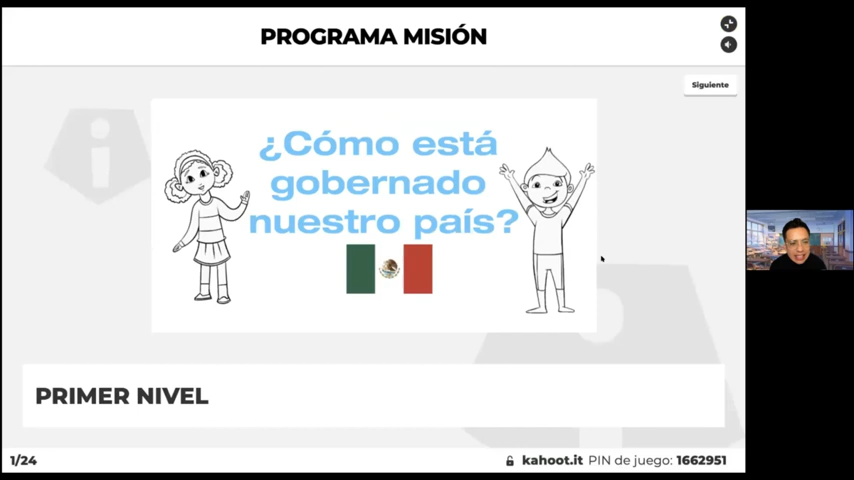 PROGRAMA MISIÓN
Siguiente
¿Cómo está
gobernado
nuestro país?
PRIMER NIVEL
1/24
kahoot.it PIN de juego: 1662951